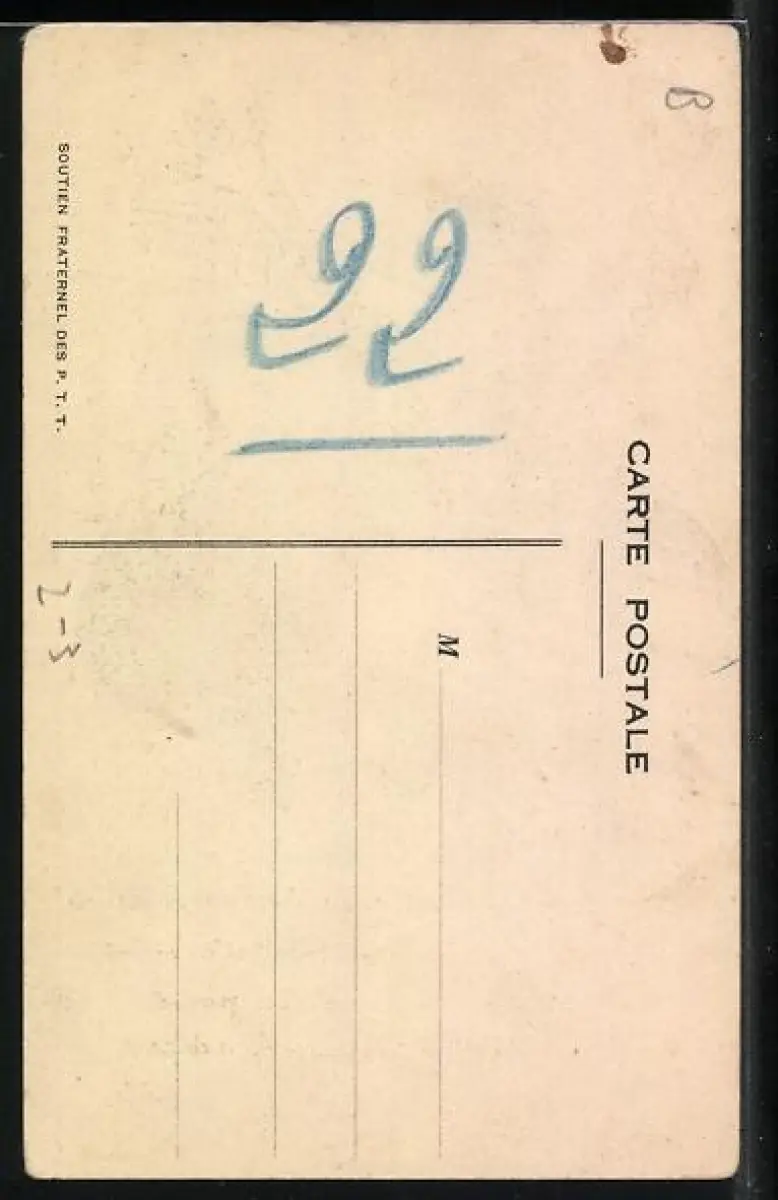 CARTE POSTALE
B
22
M
SOUTIEN FRATERNEL DES P. T. T.
2-3